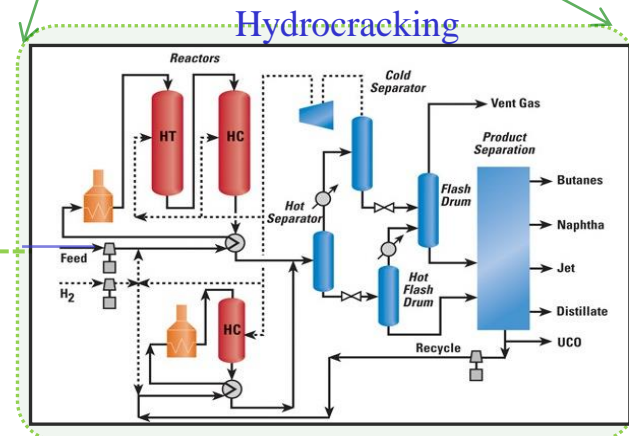 Hydrocracking
Reactors
Cold
Separator
HT
HC
Vent Gas
Product
Separation
Hot
Separator
Flash
Drum
Butanes
Naphtha
Feed
Jet
H2
Hot
Flash
Drum
Distillate
HC
Recycle
UCO